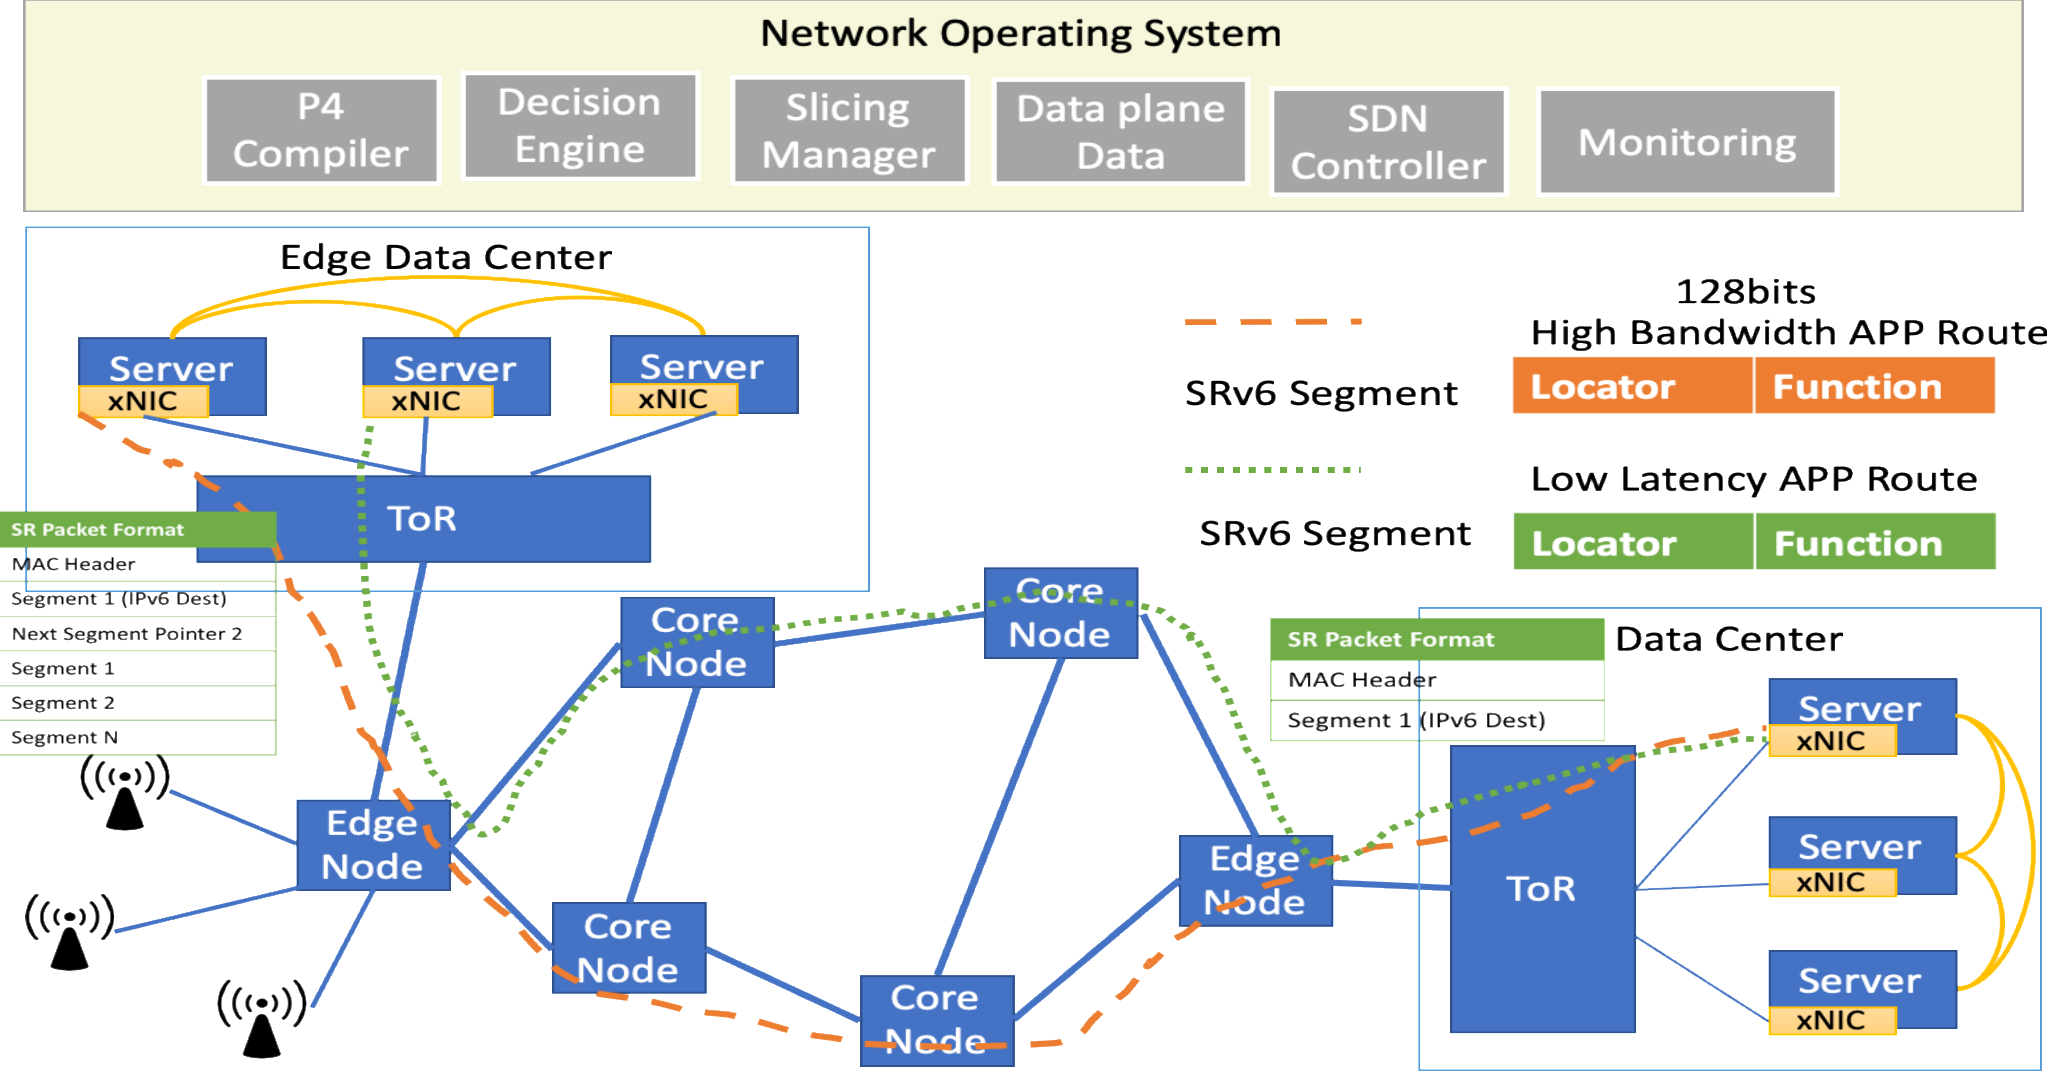 Network Operating System
P4
Compiler
Decision
Engine
Slicing
Manager
Data plane
Data
SDN
Controller
Monitoring
Edge Data Center
Server
xNIC
Server
xNIC
Server
xNIC
ToR
SR Packet Format
MAC Header
Segment 1 (IPv6 Dest)
Next Segment Pointer 2
Segment 1
Segment 2
Segment N
128bits
High Bandwidth APP Route
SRv6 Segment
Locator Function
Low Latency APP Route
SRv6 Segment
Locator Function
Edge
Node
Core
Node
Core
Node
Core
Node
Core
Node
Edge
Node
SR Packet Format
MAC Header
Segment 1 (IPv6 Dest)
Data Center
ToR
Server
xNIC
Server
xNIC
Server
xNIC